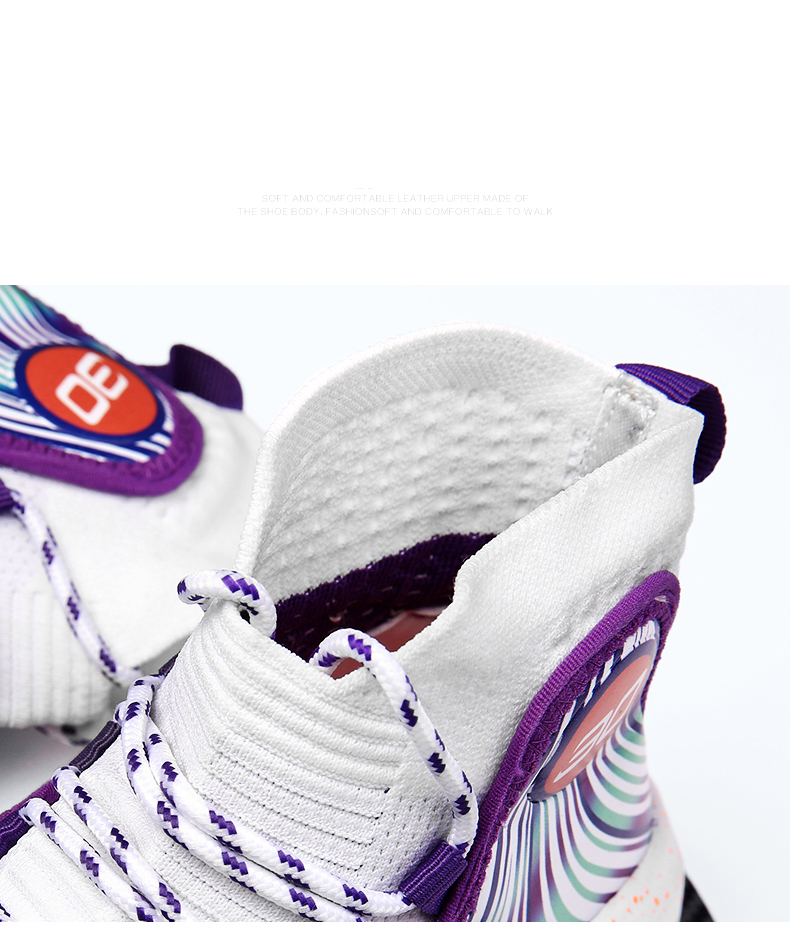 SOFT AND COMFORTABLE LEATHER UPPER MADE OF
THE SHOE BODY. FASHIONSOFT AND COMFORTABLE TO WALK
30
30